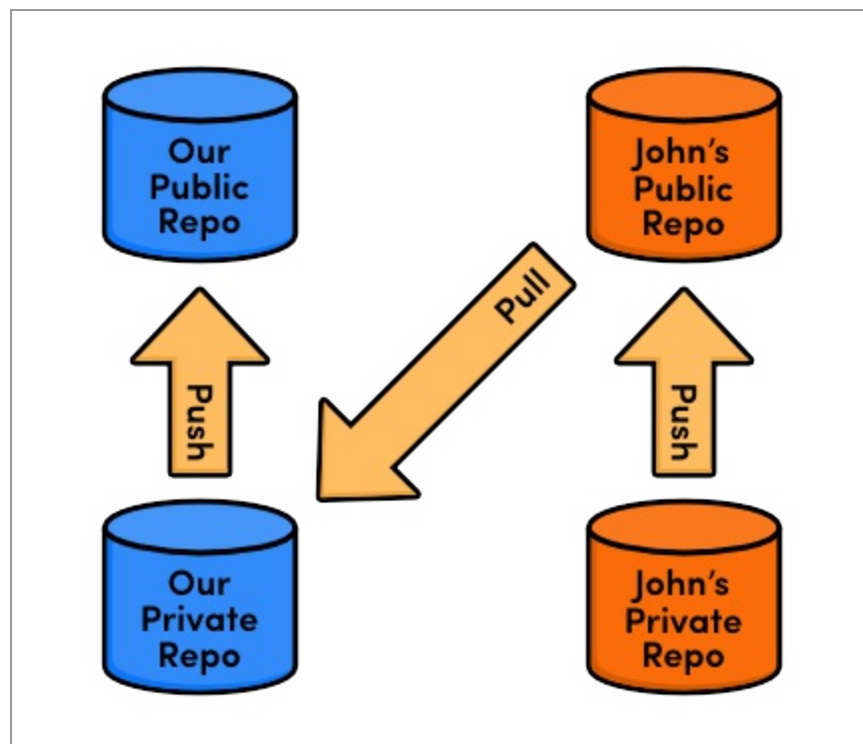 Our
Public
Repo
John's
Public
Repo
Pull
Push
Push
Our
Private
Repo
John's
Private
Repo